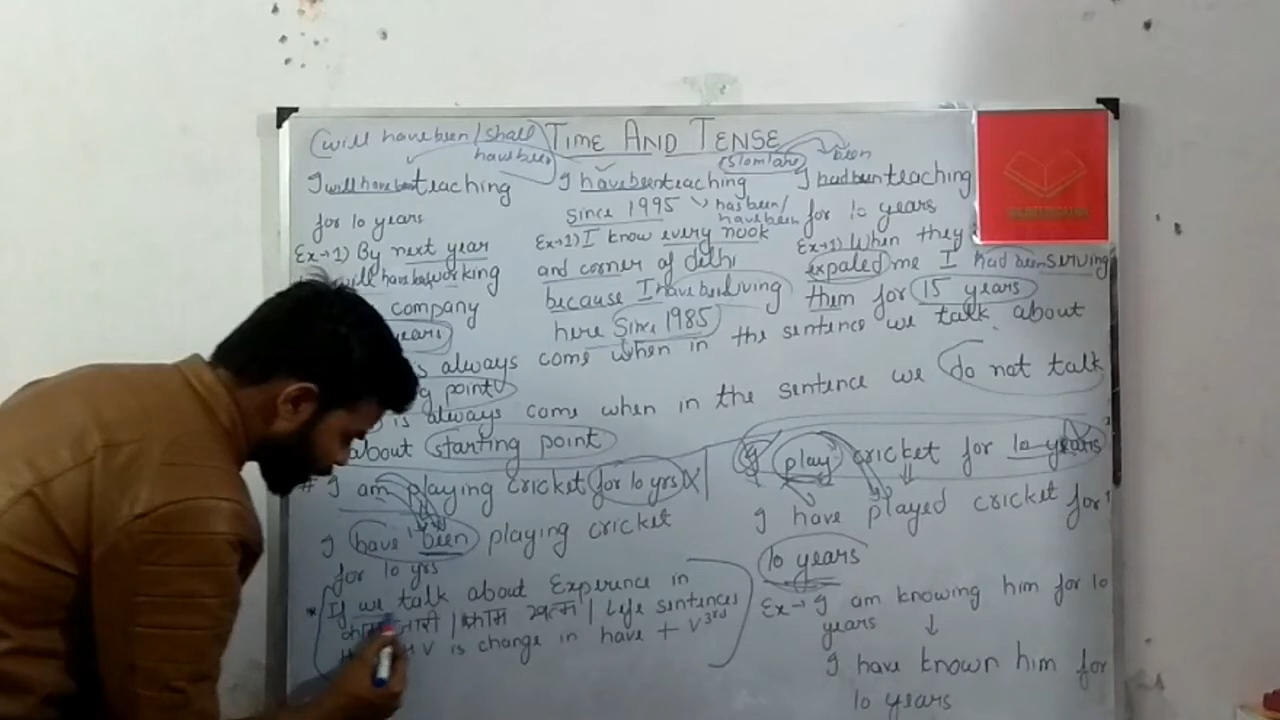 (will have been / shall TIME AND TENSE
have been
(slomlahe) been
I will have been teaching
for 10 years
Ex→1) By next year
will have been working
company
years
I have been teaching
since 1995 has been/
have been
Ex→1) I know every nook
and corner of delhi
because I have been living
here Since 1985
I had been teaching
for 10 years
Ex→1) When they
expaled me I had been serving
them for 15 years
is always come when in the sentence we talk about
point
is always come when in the sentence we do not talk
about starting point
# I am playing cricket for 10 yrs X
I have been playing cricket
for 10 yrs
* If we talk about Experince in
काम जारी / काम खत्म / Life sentences
V is change in have + V3rd
I play cricket for 10 years X
I have played cricket for
10 years
Ex→ I am knowing him for 10
years ↓
I have known him for
10 years